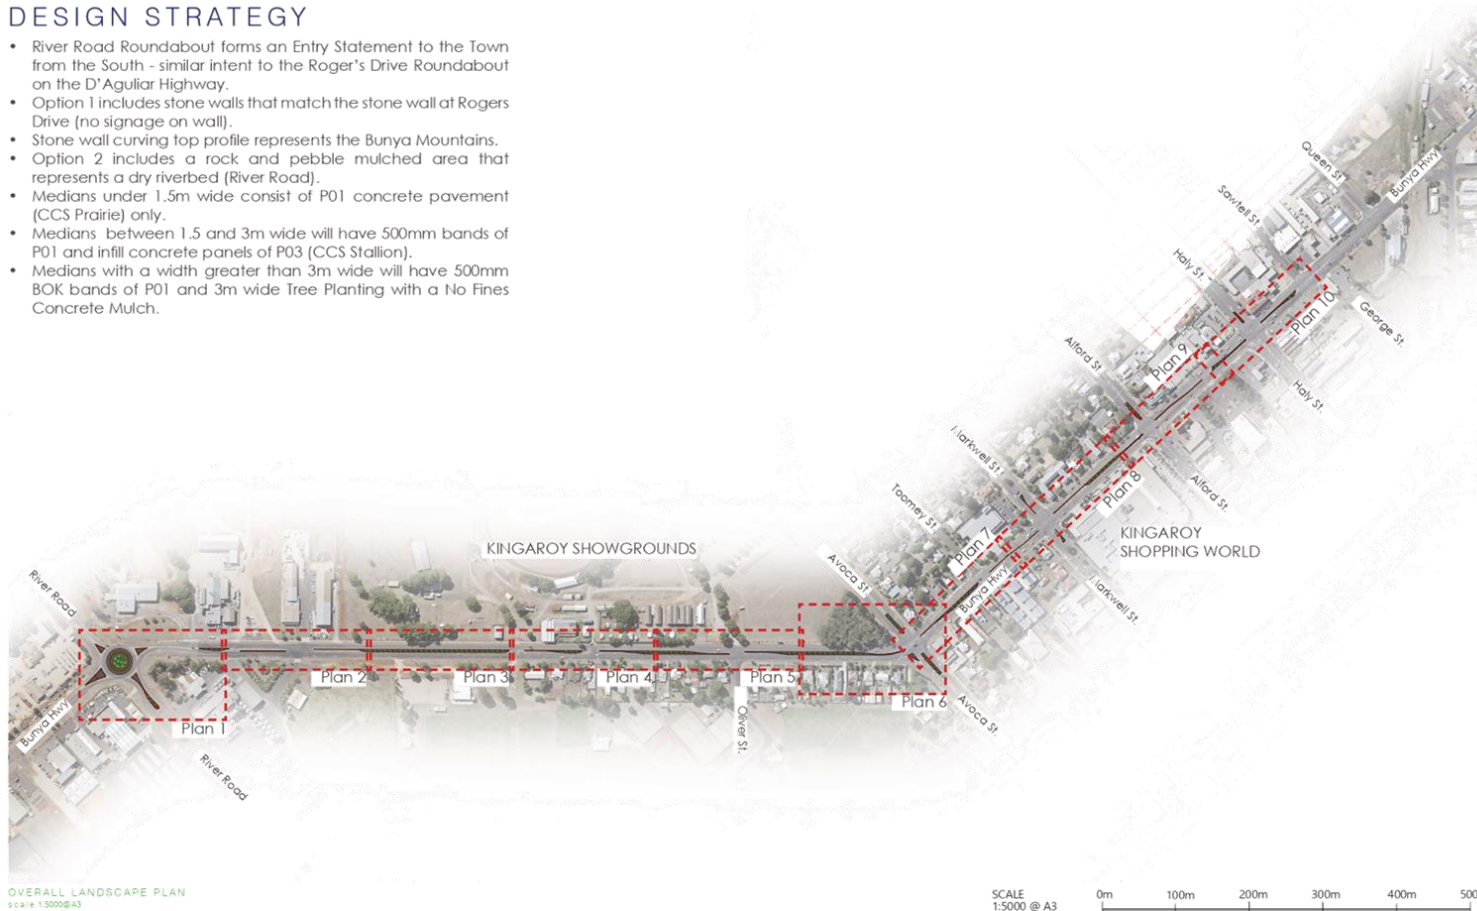 DESIGN STRATEGY
• River Road Roundabout forms an Entry Statement to the Town
from the South - similar intent to the Roger's Drive Roundabout
on the D'Aguliar Highway.
• Option 1 includes stone walls that match the stone wall at Rogers
Drive (no signage on wall).
• Stone wall curving top profile represents the Bunya Mountains.
• Option 2 includes a rock and pebble mulched area that
represents a dry riverbed (River Road).
• Medians under 1.5m wide consist of P01 concrete pavement
(CCS Prairie) only.
• Medians between 1.5 and 3m wide will have 500mm bands of
P01 and infill concrete panels of P03 (CCS Stallion).
• Medians with a width greater than 3m wide will have 500mm
BOK bands of P01 and 3m wide Tree Planting with a No Fines
Concrete Mulch.
Queen St.
Bunya Hwy
Sawtell St.
Haly St.
Plan 10
George St.
Alford St.
Plan 9
Haly St.
Markwell St.
Plan 8
Alford St.
Toomey St.
KINGAROY
SHOPPING WORLD
Plan 7
KINGAROY SHOWGROUNDS
Avoca St
Bunya Hwy
Markwell St.
River Road
Plan 2
Plan 3
Plan 4
Plan 5
Plan 6
Avoca St.
Oliver St.
Bunya Hwy
Plan 1
River Road
OVERALL LANDSCAPE PLAN
scale 1:5000@A3
SCALE
1:5000 @ A3
0m 100m 200m 300m 400m 500